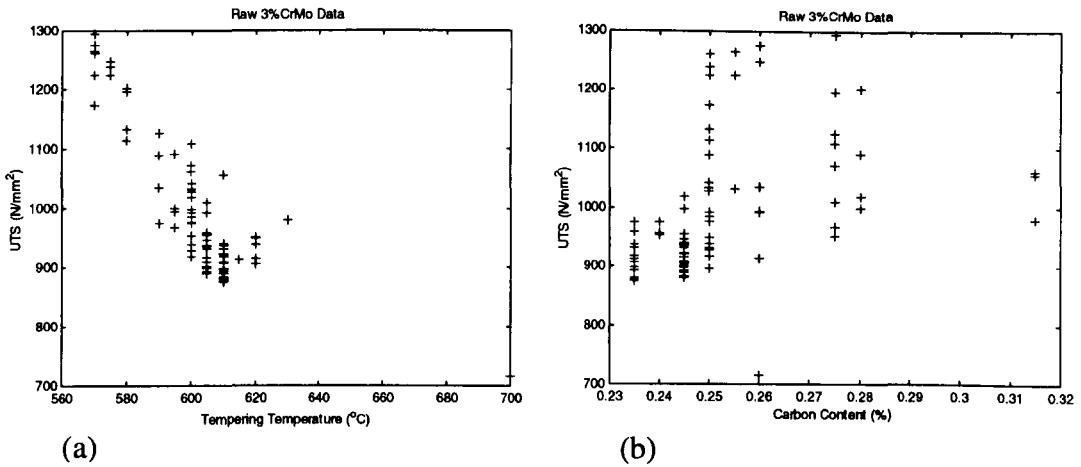 Raw 3%CrMo Data
1300
1200
1100
1000
900
800
700
UTS (N/mm²)
560 580 600 620 640 660 680 700
Tempering Temperature (°C)
(a)
Raw 3%CrMo Data
1300
1200
1100
1000
900
800
700
UTS (N/mm²)
0.23 0.24 0.25 0.26 0.27 0.28 0.29 0.3 0.31 0.32
Carbon Content (%)
(b)